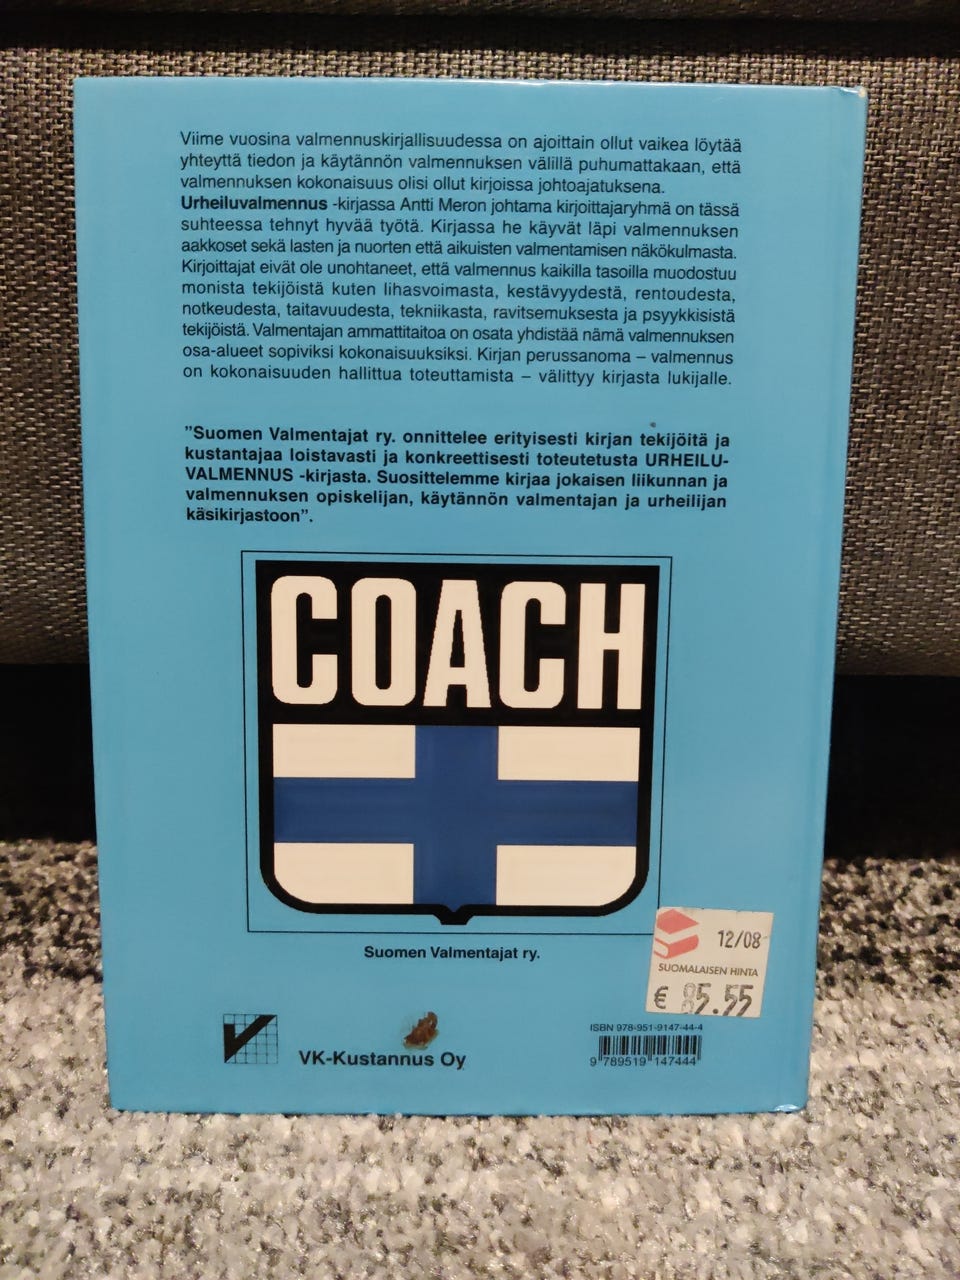 Viime vuosina valmennuskirjallisuudessa on ajoittain ollut vaikea löytää
yhteyttä tiedon ja käytännön valmennuksen välillä puhumattakaan, että
valmennuksen kokonaisuus olisi ollut kirjoissa johtoajatuksena.
Urheiluvalmennus -kirjassa Antti Meron johtama kirjoittajaryhmä on tässä
suhteessa tehnyt hyvää työtä. Kirjassa he käyvät läpi valmennuksen
aakkoset sekä lasten ja nuorten että aikuisten valmentamisen näkökulmasta.
Kirjoittajat eivät ole unohtaneet, että valmennus kaikilla tasoilla muodostuu
monista tekijöistä kuten lihasvoimasta, kestävyydestä, rentoudesta,
notkeudesta, taitavuudesta, tekniikasta, ravitsemuksesta ja psyykkisistä
tekijöistä. Valmentajan ammattitaitoa on osata yhdistää nämä valmennuksen
osa-alueet sopiviksi kokonaisuuksiksi. Kirjan perussanoma – valmennus
on kokonaisuuden hallittua toteuttamista – välittyy kirjasta lukijalle.
”Suomen Valmentajat ry. onnittelee erityisesti kirjan tekijöitä ja
kustantajaa loistavasti ja konkreettisesti toteutetusta URHEILU-
VALMENNUS -kirjasta. Suosittelemme kirjaa jokaisen liikunnan ja
valmennuksen opiskelijan, käytännön valmentajan ja urheilijan
käsikirjastoon”.
COACH
Suomen Valmentajat ry.
12/08
SUOMALAISEN HINTA
€ 85.55
VK-Kustannus Oy
ISBN 978-951-9147-44-4
9 789519 147444